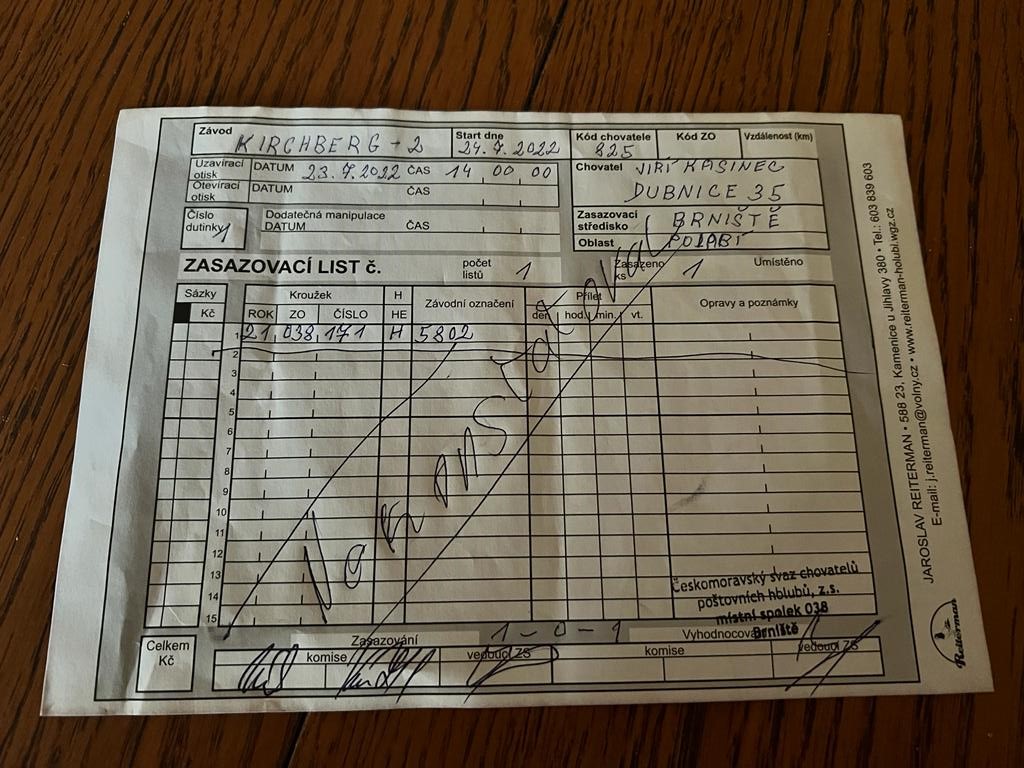 Závod KIRCHBERG - 2 Start dne 24.7.2022 Kód chovatele 825 Kód ZO Vzdálenost (km)
Uzavírací otisk DATUM 23.7.2022 ČAS 14 00 00 Chovatel JIŘÍ KASINEC
Otevírací otisk DATUM ČAS DUBNICE 35
Číslo dutinky 1 Dodatečná manipulace DATUM ČAS Zasazovací středisko BRNIŠTĚ
Oblast POLABÍ
ZASAZOVACÍ LIST č. počet listů 1 Zasazeno ks 1 Umístěno
Sázky Kroužek H Závodní označení Přílet Opravy a poznámky
Kč ROK ZO ČÍSLO HE den hod. min. vt.
1 21 038 171 H 5802
2
3
4
5
6
7
8
9
10
11
12
13
14
15
Českomoravský svaz chovatelů
poštovních hblubů, z.s.
místní spolek 038
Brniště
Celkem Kč Zasazování 1-0-1 Vyhodnocování
komise vedoucí ZS komise vedoucí ZS
JAROSLAV REITERMAN • 588 23, Kamenice u Jihlavy 380 • Tel.: 603 839 603
E-mail: j.reiterman@volny.cz • www.reiterman-holubi.wgz.cz
Reiterman